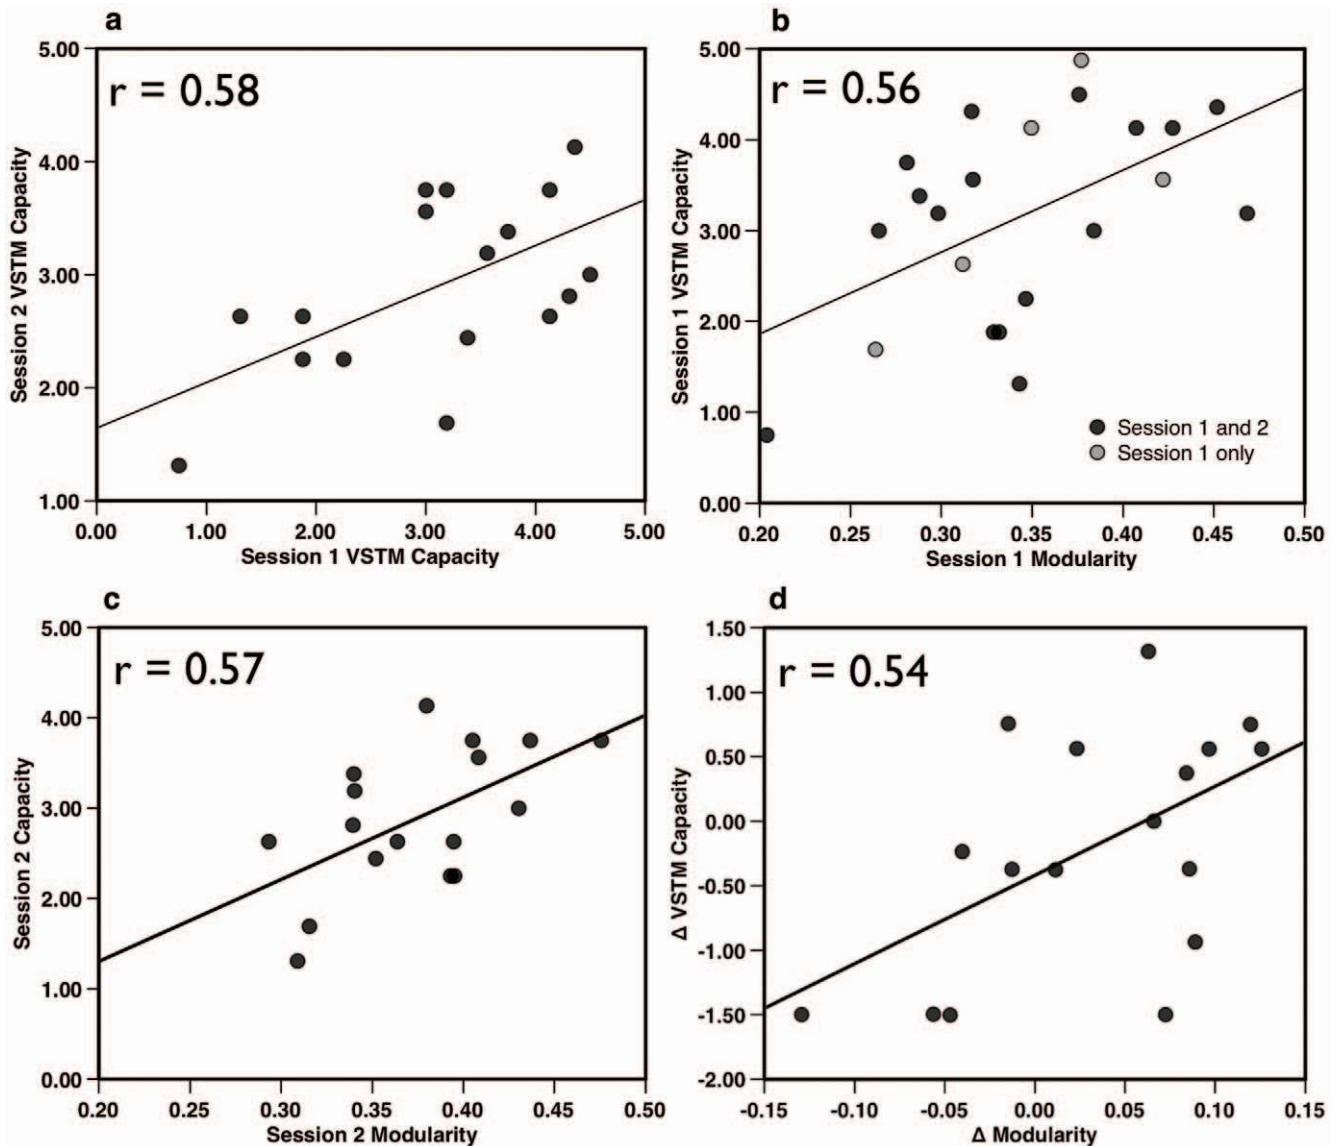 a
r = 0.58
5.00
4.00
3.00
2.00
1.00
Session 2 VSTM Capacity
0.00 1.00 2.00 3.00 4.00 5.00
Session 1 VSTM Capacity
b
r = 0.56
5.00
4.00
3.00
2.00
1.00
0.00
Session 1 VSTM Capacity
Session 1 and 2
Session 1 only
0.20 0.25 0.30 0.35 0.40 0.45 0.50
Session 1 Modularity
c
r = 0.57
5.00
4.00
3.00
2.00
1.00
0.00
Session 2 Capacity
0.20 0.25 0.30 0.35 0.40 0.45 0.50
Session 2 Modularity
d
r = 0.54
1.50
1.00
0.50
0.00
-0.50
-1.00
-1.50
-2.00
Δ VSTM Capacity
-0.15 -0.10 -0.05 0.00 0.05 0.10 0.15
Δ Modularity